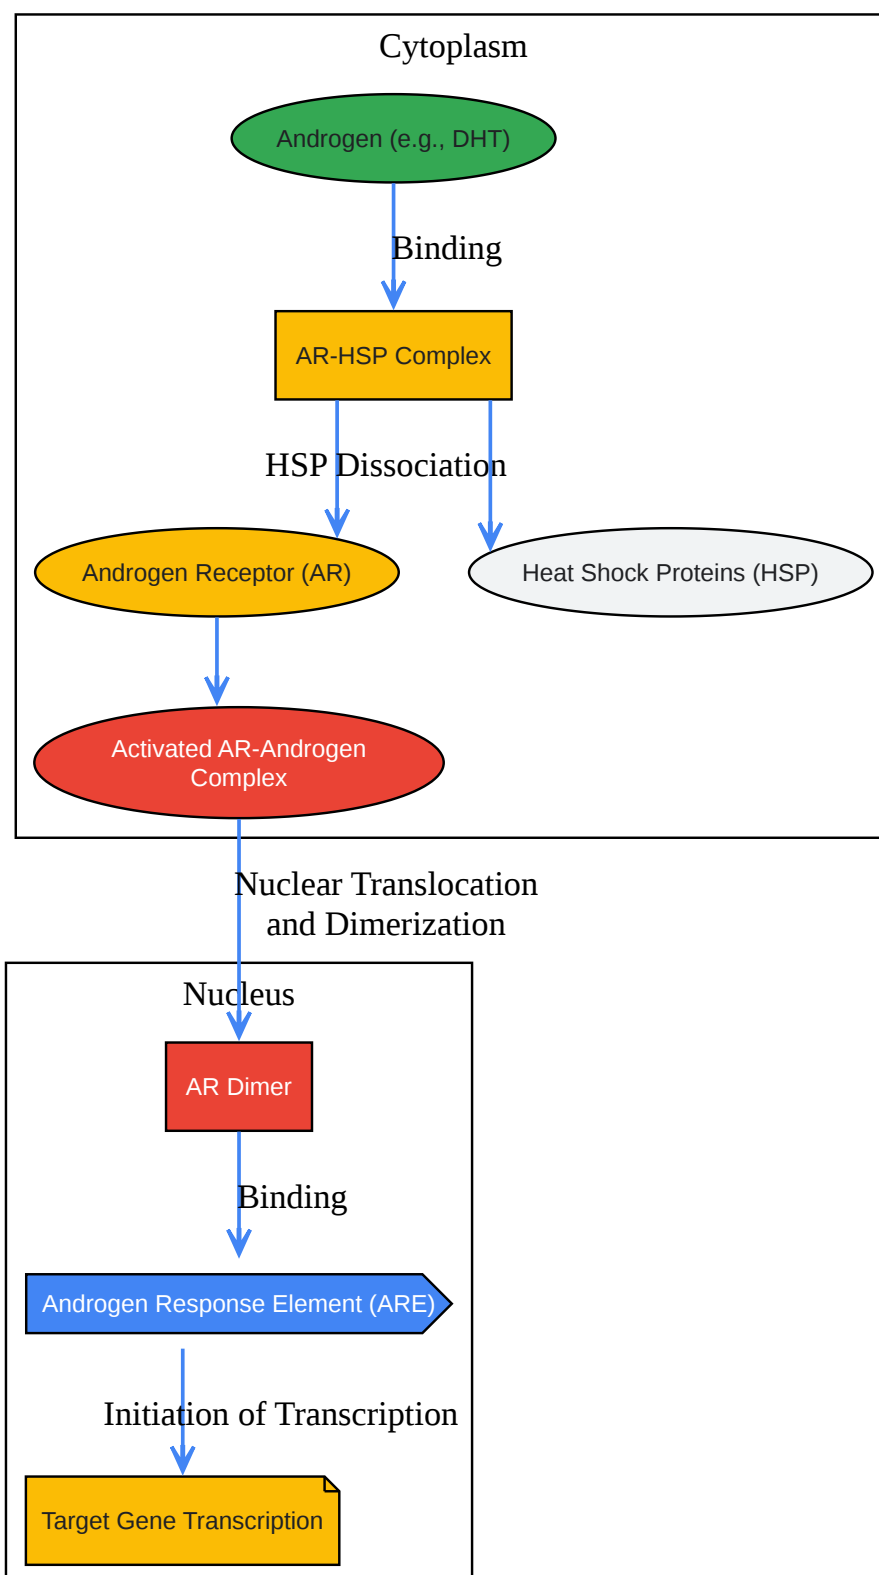 Cytoplasm
Androgen (e.g., DHT)
Binding
AR-HSP Complex
HSP Dissociation
Androgen Receptor (AR)
Heat Shock Proteins (HSP)
Activated AR-Androgen
Complex
Nuclear Translocation
and Dimerization
Nucleus
AR Dimer
Binding
Androgen Response Element (ARE)
Initiation of Transcription
Target Gene Transcription